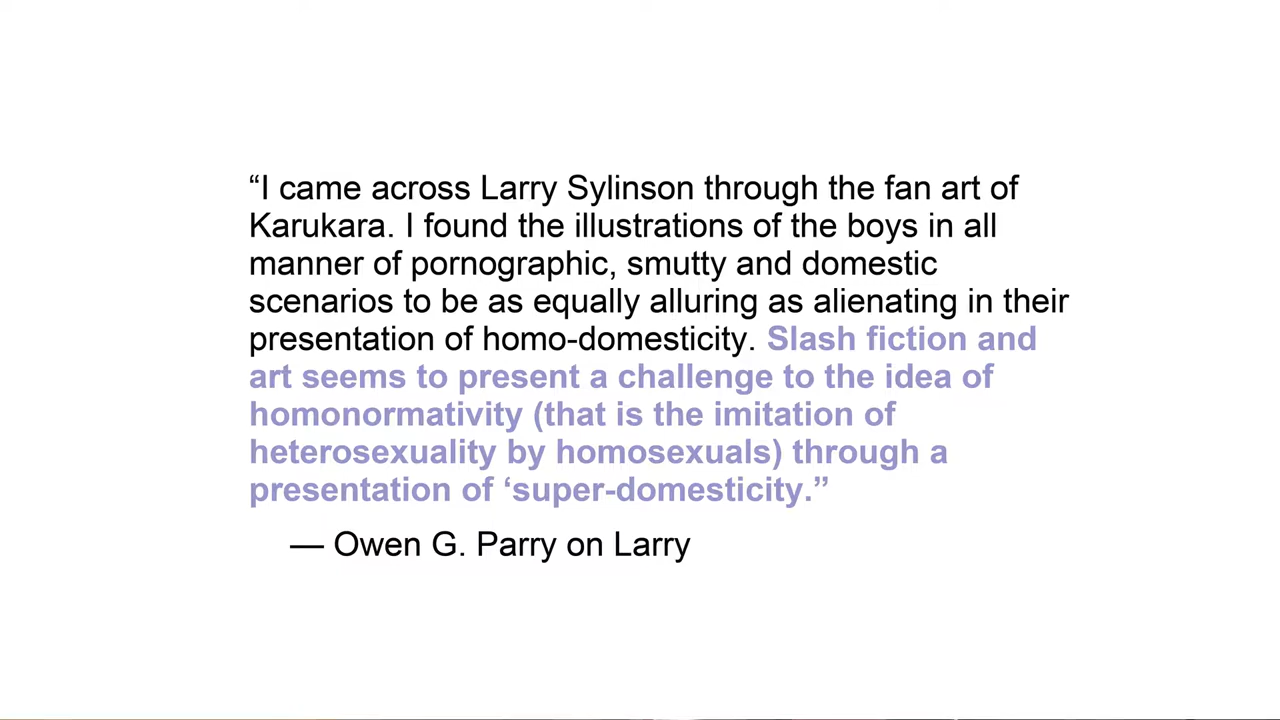 “I came across Larry Sylinson through the fan art of
Karukara. I found the illustrations of the boys in all
manner of pornographic, smutty and domestic
scenarios to be as equally alluring as alienating in their
presentation of homo-domesticity. Slash fiction and
art seems to present a challenge to the idea of
homonormativity (that is the imitation of
heterosexuality by homosexuals) through a
presentation of ‘super-domesticity.”
— Owen G. Parry on Larry